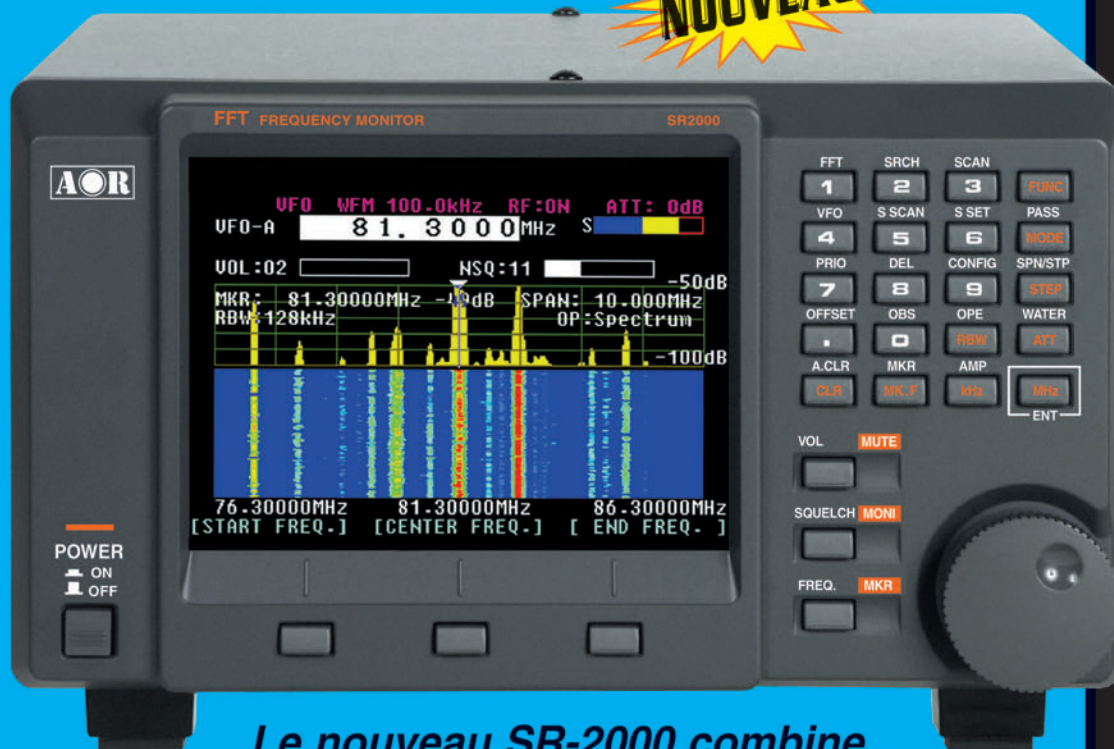 NOUVEAU
FFT FREQUENCY MONITOR SR2000
AOR
VFO WFM 100.0kHz RF:ON ATT: 0dB
VFO-A 81.3000MHz S
VOL:02 NSQ:11
-50dB
MKR: 81.30000MHz -49dB SPAN: 10.000MHz
RBW:128kHz OP:Spectrum
-100dB
76.30000MHz 81.30000MHz 86.30000MHz
[START FREQ.] [CENTER FREQ.] [ END FREQ. ]
POWER
ON
OFF
FFT SRCH SCAN
1 2 3 FUNC
VFO S SCAN S SET PASS
4 5 6 MODE
PRIO DEL CONFIG SPN/STP
7 8 9 STEP
OFFSET OBS OPE WATER
. 0 RBW ATT
A.CLR MKR AMP
CLR MK.F kHz MHz
ENT
VOL MUTE
SQUELCH MONI
FREQ. MKR
Le nouveau SR-2000 combine